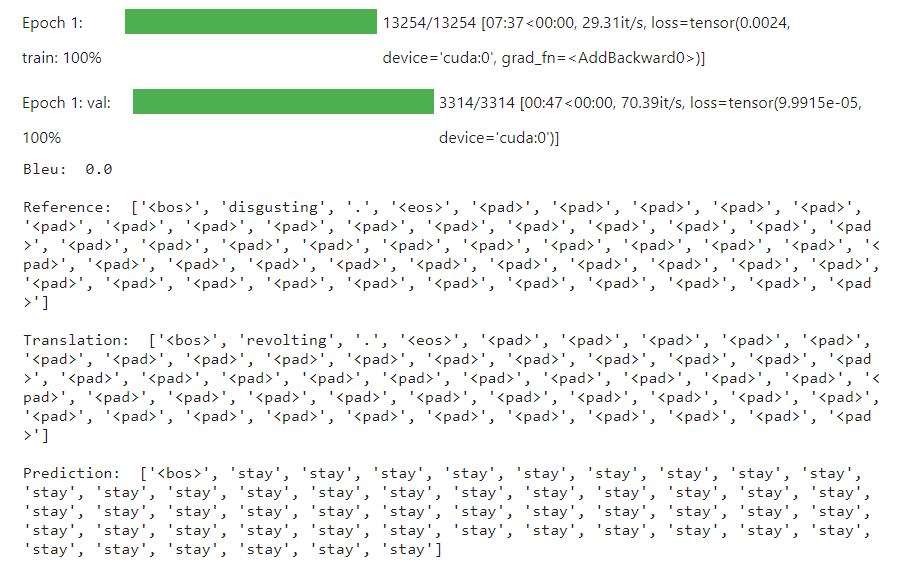 Epoch 1: 13254/13254 [07:37<00:00, 29.31it/s, loss=tensor(0.0024,
train: 100% device='cuda:0', grad_fn=<AddBackward0>)]
Epoch 1: val: 3314/3314 [00:47<00:00, 70.39it/s, loss=tensor(9.9915e-05,
100% device='cuda:0')]
Bleu:  0.0
Reference:  ['<bos>', 'disgusting', '.', '<eos>', '<pad>', '<pad>', '<pad>', '<pad>', '<pad>',
'<pad>', '<pad>', '<pad>', '<pad>', '<pad>', '<pad>', '<pad>', '<pad>', '<pad>', '<pad>', '<pad
>', '<pad>', '<pad>', '<pad>', '<pad>', '<pad>', '<pad>', '<pad>', '<pad>', '<pad>', '<pad>', '<
pad>', '<pad>', '<pad>', '<pad>', '<pad>', '<pad>', '<pad>', '<pad>', '<pad>', '<pad>', '<pad>',
'<pad>', '<pad>', '<pad>', '<pad>', '<pad>', '<pad>', '<pad>', '<pad>', '<pad>', '<pad>', '<pad
>']
Translation:  ['<bos>', 'revolting', '.', '<eos>', '<pad>', '<pad>', '<pad>', '<pad>', '<pad>',
'<pad>', '<pad>', '<pad>', '<pad>', '<pad>', '<pad>', '<pad>', '<pad>', '<pad>', '<pad>', '<pad
>', '<pad>', '<pad>', '<pad>', '<pad>', '<pad>', '<pad>', '<pad>', '<pad>', '<pad>', '<pad>', '<
pad>', '<pad>', '<pad>', '<pad>', '<pad>', '<pad>', '<pad>', '<pad>', '<pad>', '<pad>', '<pad>',
'<pad>', '<pad>', '<pad>', '<pad>', '<pad>', '<pad>', '<pad>', '<pad>', '<pad>', '<pad>', '<pad
>']
Prediction:  ['<bos>', 'stay', 'stay', 'stay', 'stay', 'stay', 'stay', 'stay', 'stay', 'stay',
'stay', 'stay', 'stay', 'stay', 'stay', 'stay', 'stay', 'stay', 'stay', 'stay', 'stay', 'stay',
'stay', 'stay', 'stay', 'stay', 'stay', 'stay', 'stay', 'stay', 'stay', 'stay', 'stay', 'stay',
'stay', 'stay', 'stay', 'stay', 'stay', 'stay', 'stay', 'stay', 'stay', 'stay', 'stay', 'stay',
'stay', 'stay', 'stay', 'stay', 'stay', 'stay']